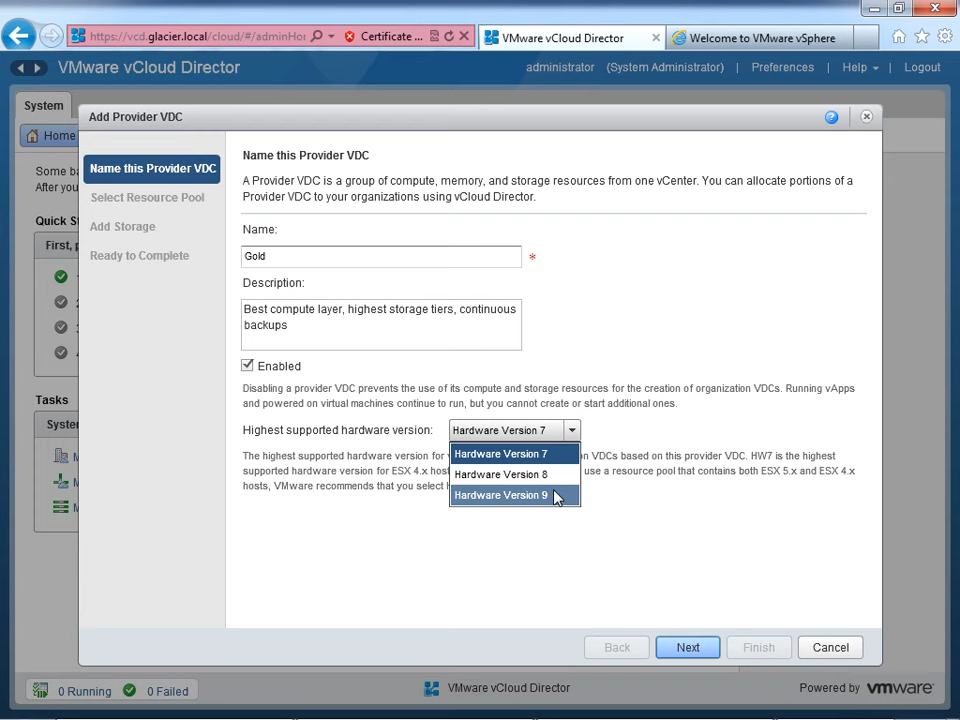 https://vcd.glacier.local/cloud/#/adminHo
Certificate ...
VMware vCloud Director
Welcome to VMware vSphere
VMware vCloud Director
administrator (System Administrator) | Preferences | Help | Logout
System
Home
Some ba
After you
Quick St
First, p
1
2
3
4
Tasks
System
M
M
M
Add Provider VDC
Name this Provider VDC
Select Resource Pool
Add Storage
Ready to Complete
Name this Provider VDC
A Provider VDC is a group of compute, memory, and storage resources from one vCenter. You can allocate portions of a
Provider VDC to your organizations using vCloud Director.
Name:
Gold *
Description:
Best compute layer, highest storage tiers, continuous
backups
Enabled
Disabling a provider VDC prevents the use of its compute and storage resources for the creation of organization VDCs. Running vApps
and powered on virtual machines continue to run, but you cannot create or start additional ones.
Highest supported hardware version: Hardware Version 7
Hardware Version 7
Hardware Version 8
Hardware Version 9
The highest supported hardware version for v on VDCs based on this provider VDC. HW7 is the highest
supported hardware version for ESX 4.x host use a resource pool that contains both ESX 5.x and ESX 4.x
hosts, VMware recommends that you select h
Back Next Finish Cancel
0 Running 0 Failed
VMware vCloud Director
Powered by vmware